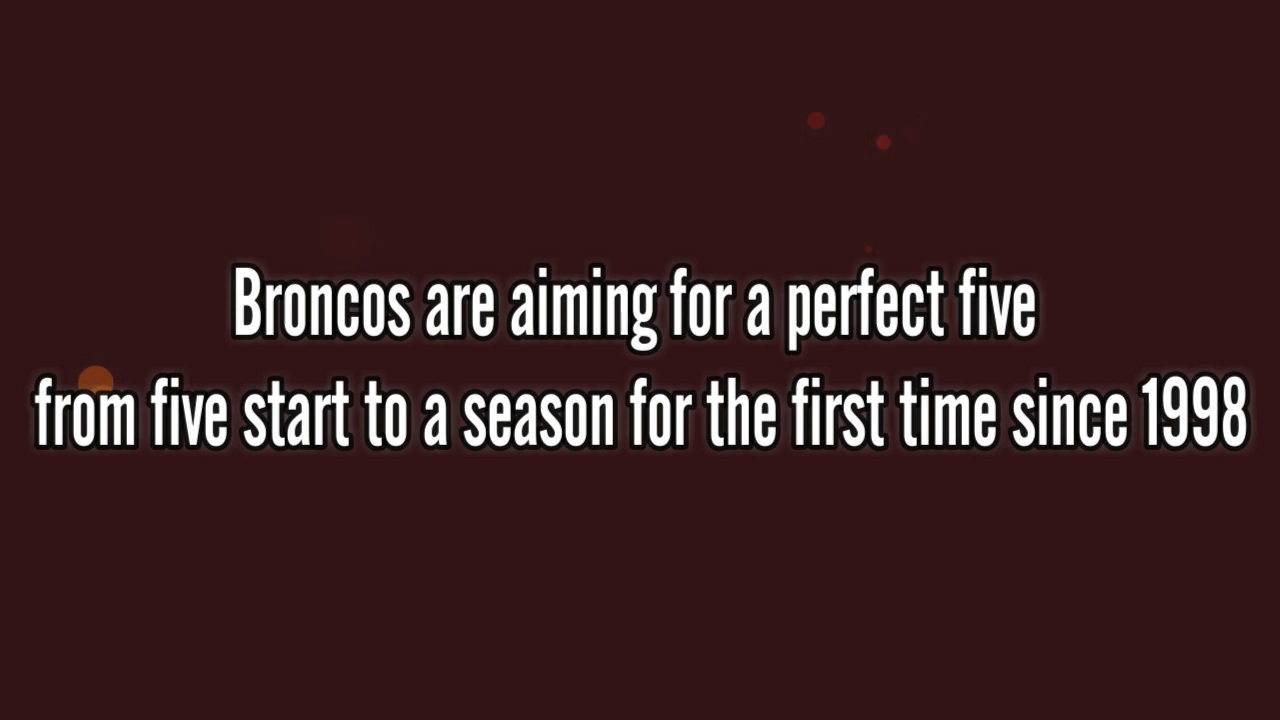 Broncos are aiming for a perfect five
from five start to a season for the first time since 1998